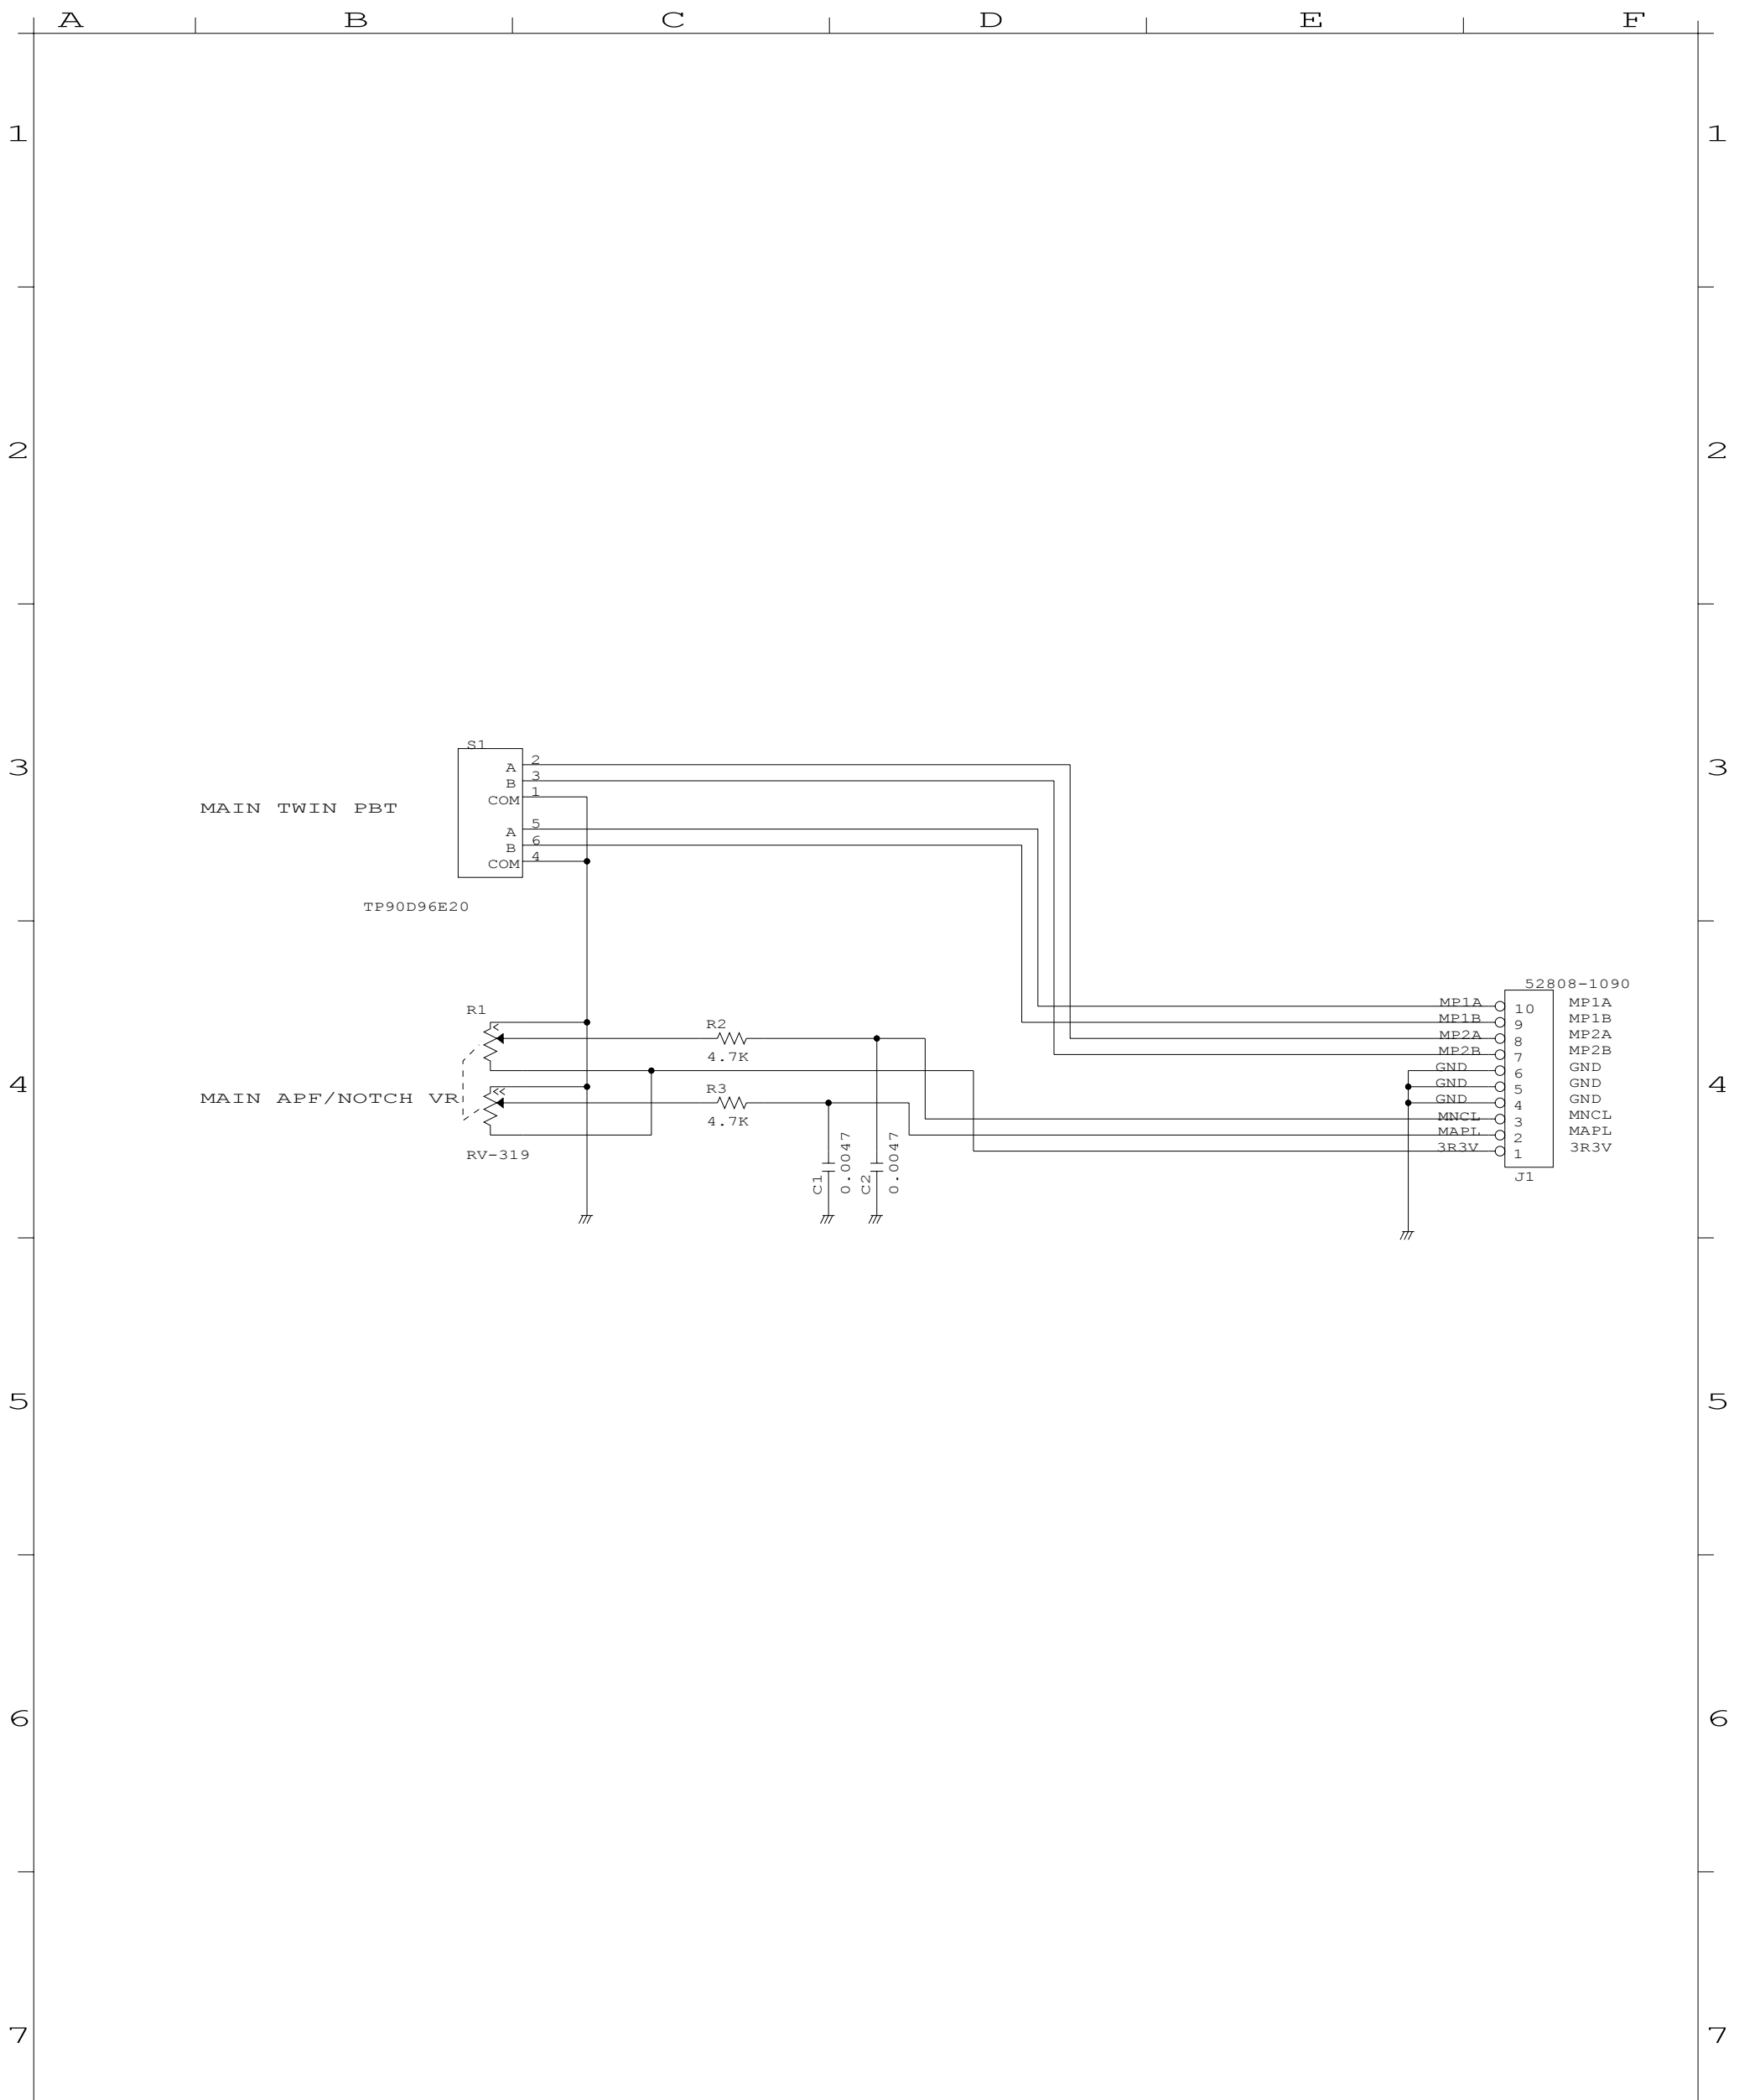 A B C D E F
1 1
2 2
S1
3 3
A 2
B 3
COM 1
MAIN TWIN PBT
A 5
B 6
COM 4
TP90D96E20
52808-1090
R1
MP1A 10 MP1A
MP1B 9 MP1B
R2
MP2A 8 MP2A
4.7K
MP2B 7 MP2B
GND 6 GND
4 4
R3
GND 5 GND
MAIN APF/NOTCH VR
GND 4 GND
4.7K
MNCL 3 MNCL
MAPL 2 MAPL
RV-319
3R3V 1 3R3V
C1 0.0047
C2 0.0047
J1
5 5
6 6
7 7